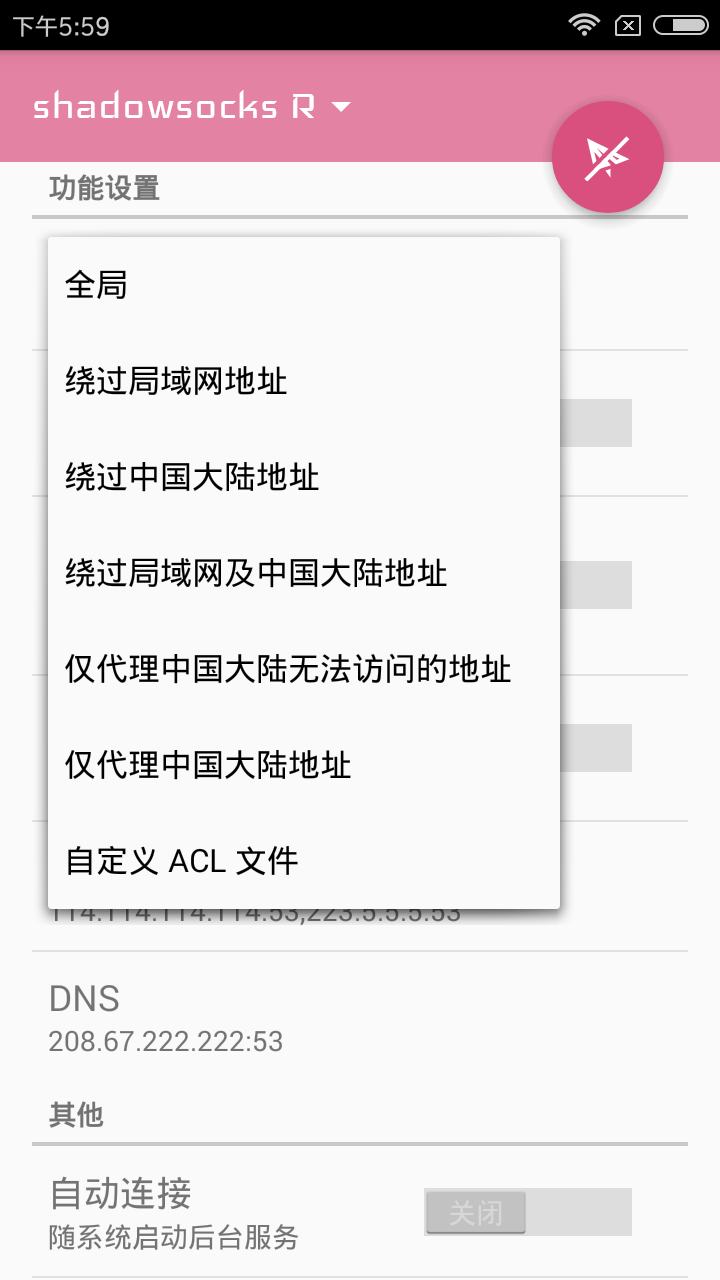 下午5:59
shadowsocks R
功能设置
全局
绕过局域网地址
绕过中国大陆地址
绕过局域网及中国大陆地址
仅代理中国大陆无法访问的地址
仅代理中国大陆地址
自定义 ACL 文件
114.114.114.114:53,223.5.5.5:53
DNS
208.67.222.222:53
其他
自动连接
关闭
随系统启动后台服务